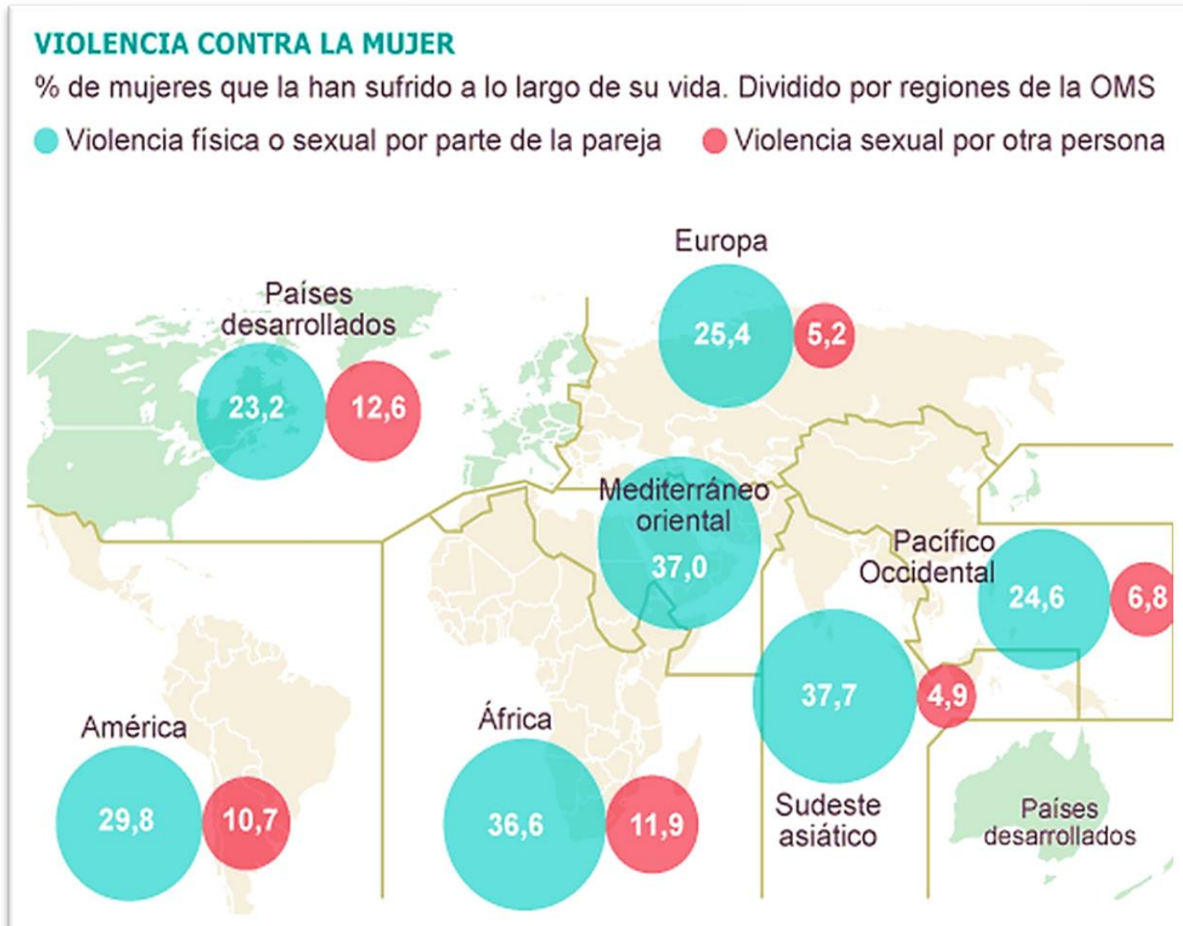 VIOLENCIA CONTRA LA MUJER
% de mujeres que la han sufrido a lo largo de su vida. Dividido por regiones de la OMS
Violencia física o sexual por parte de la pareja
Violencia sexual por otra persona
Europa
25,4
5,2
Países
desarrollados
23,2
12,6
Mediterráneo
oriental
37,0
Pacífico
Occidental
24,6
6,8
37,7
4,9
Sudeste
asiático
América
29,8
10,7
África
36,6
11,9
Países
desarrollados